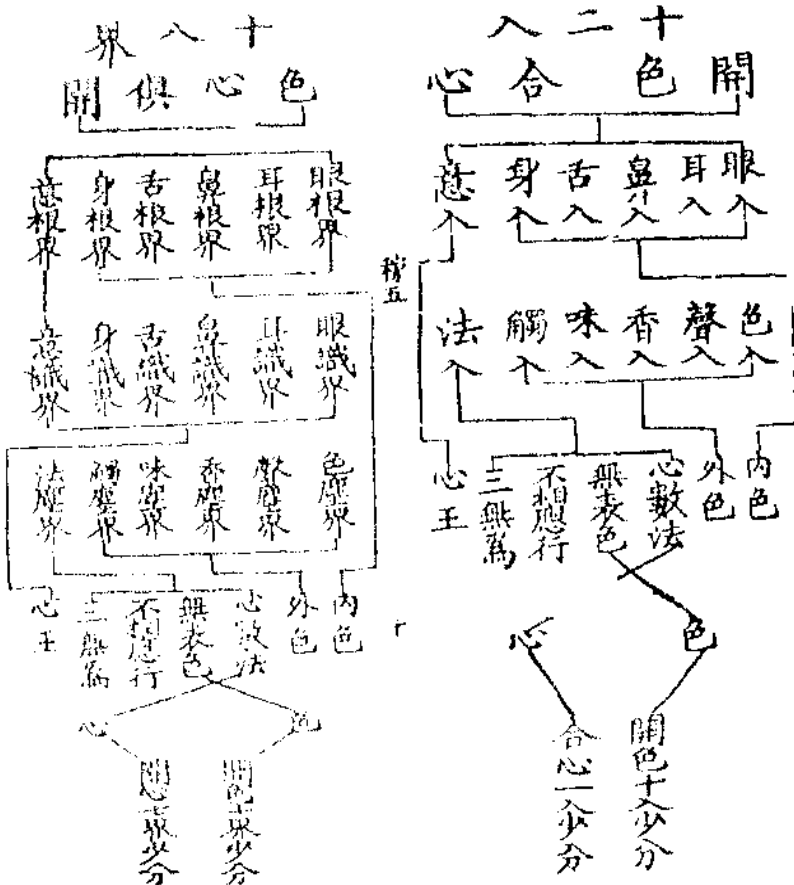 十二入
開色合心
眼入
耳入
鼻入
舌入
身入
意入
色入
聲入
香入
味入
觸入
法入
內色
外色
心數法
無表色
不相應行
三無為
心王
色
心
開色十入少分
合心一入少分
十八界
色心俱開
眼根界
耳根界
鼻根界
舌根界
身根界
意根界
眼識界
耳識界
鼻識界
舌識界
身識界
意識界
色塵界
聲塵界
香塵界
味塵界
觸塵界
法塵界
內色
外色
心數法
無表色
不相應行
三無為
心王
色
心